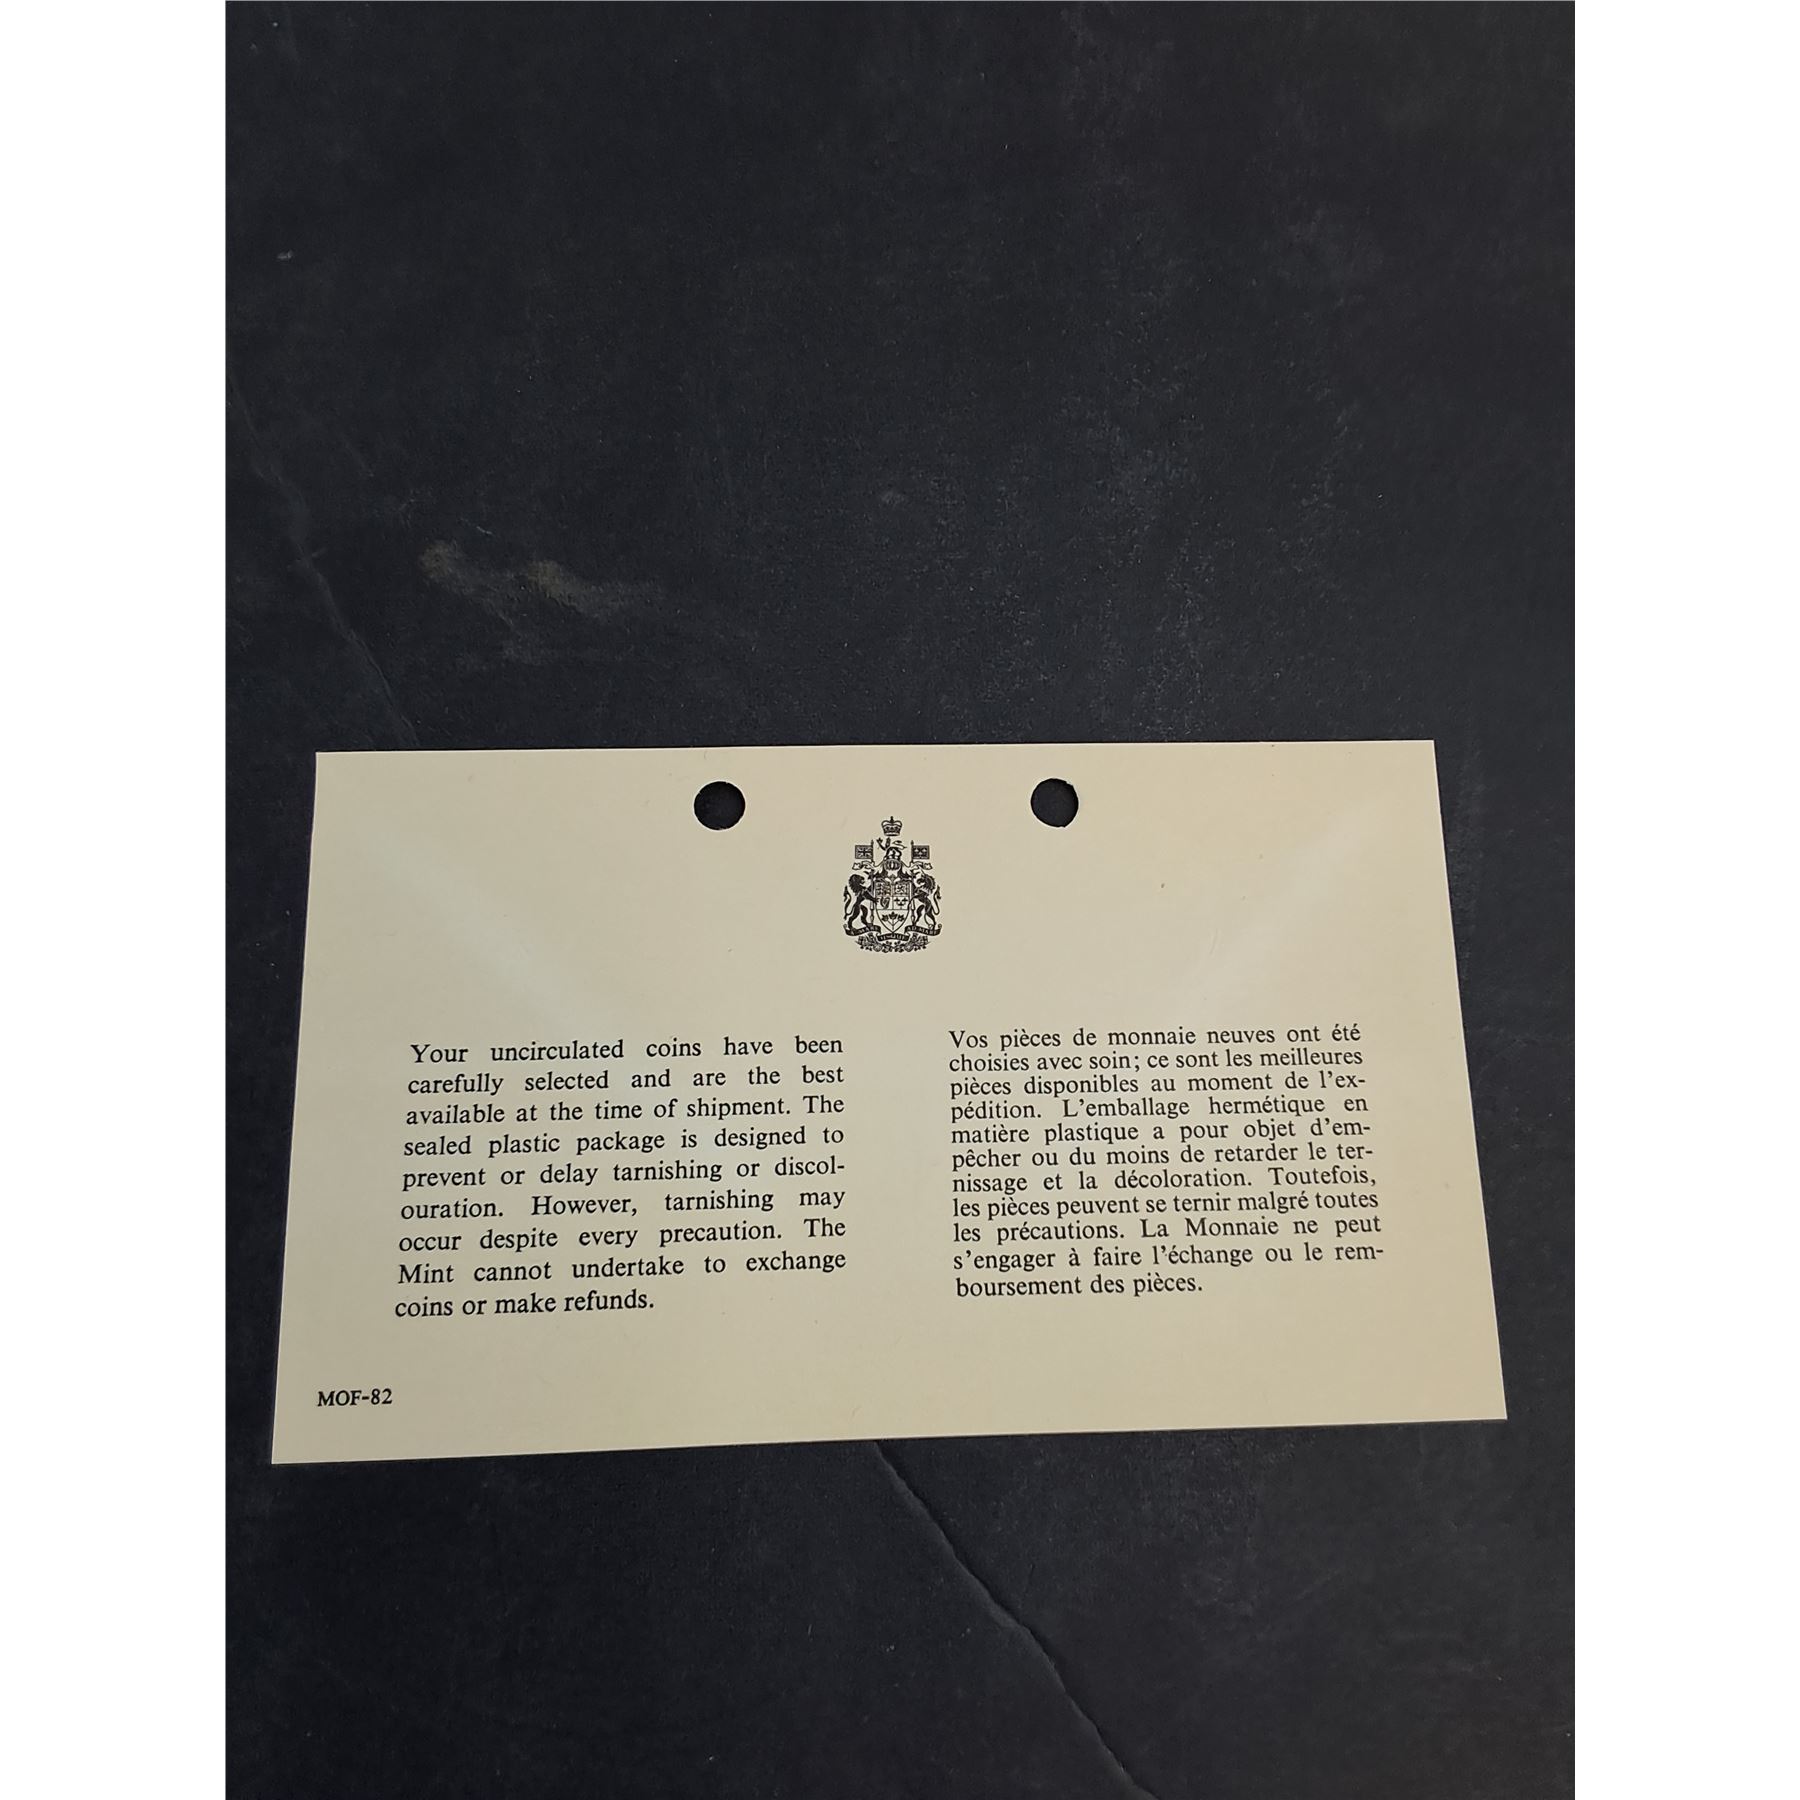 Your uncirculated coins have been
carefully selected and are the best
available at the time of shipment. The
sealed plastic package is designed to
prevent or delay tarnishing or discol-
ouration. However, tarnishing may
occur despite every precaution. The
Mint cannot undertake to exchange
coins or make refunds.
Vos pièces de monnaie neuves ont été
choisies avec soin; ce sont les meilleures
pièces disponibles au moment de l'ex-
pédition. L'emballage hermétique en
matière plastique a pour objet d'em-
pêcher ou du moins de retarder le ter-
nissage et la décoloration. Toutefois,
les pièces peuvent se ternir malgré toutes
les précautions. La Monnaie ne peut
s'engager à faire l'échange ou le rem-
boursement des pièces.
MOF-82